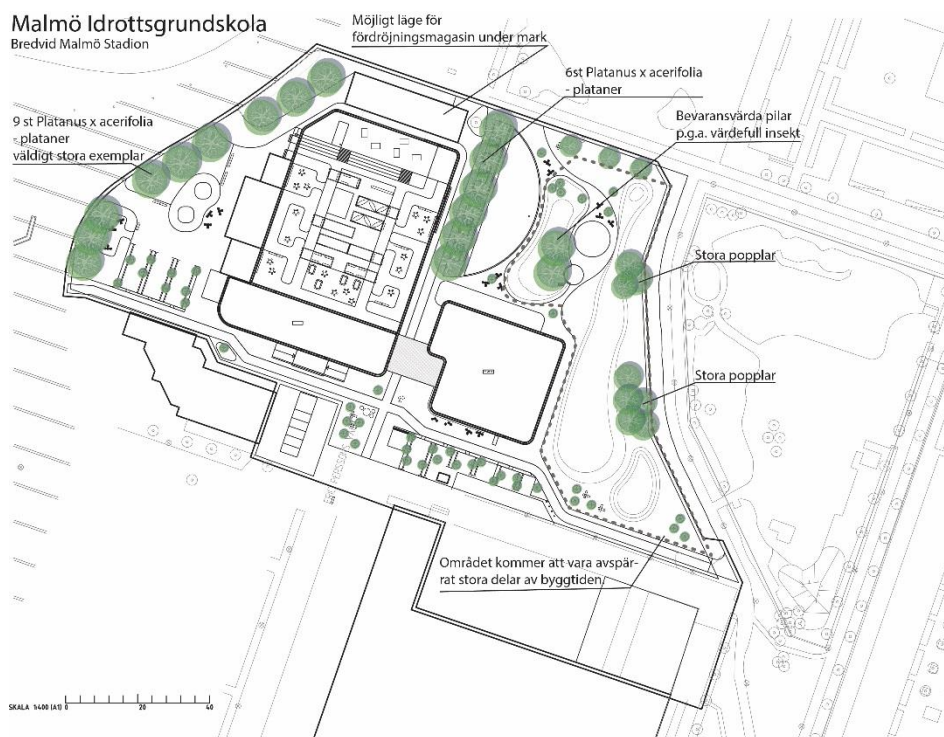 Malmö Idrottsgrundskola
Bredvid Malmö Stadion
Möjligt läge för
fördröjningsmagasin under mark
6st Platanus x acerifolia
- plataner
9 st Platanus x acerifolia
- plataner
väldigt stora exemplar
Bevaransvärda pilar
p.g.a. värdefull insekt
Stora popplar
Stora popplar
Området kommer att vara avspär-
rat stora delar av byggtiden.
SKALA 1:400 (A1) 0 20 40